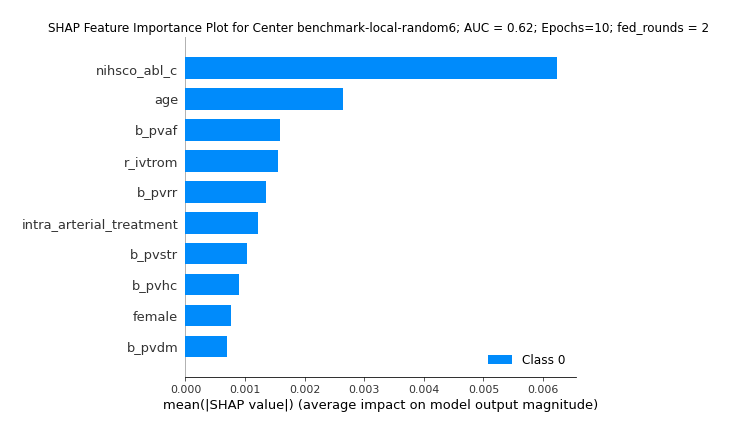 SHAP Feature Importance Plot for Center benchmark-local-random6; AUC = 0.62; Epochs=10; fed_rounds = 2
nihsco_abl_c
age
b_pvaf
r_ivtrom
b_pvrr
intra_arterial_treatment
b_pvstr
b_pvhc
female
b_pvdm
Class 0
0.000 0.001 0.002 0.003 0.004 0.005 0.006
mean(|SHAP value|) (average impact on model output magnitude)